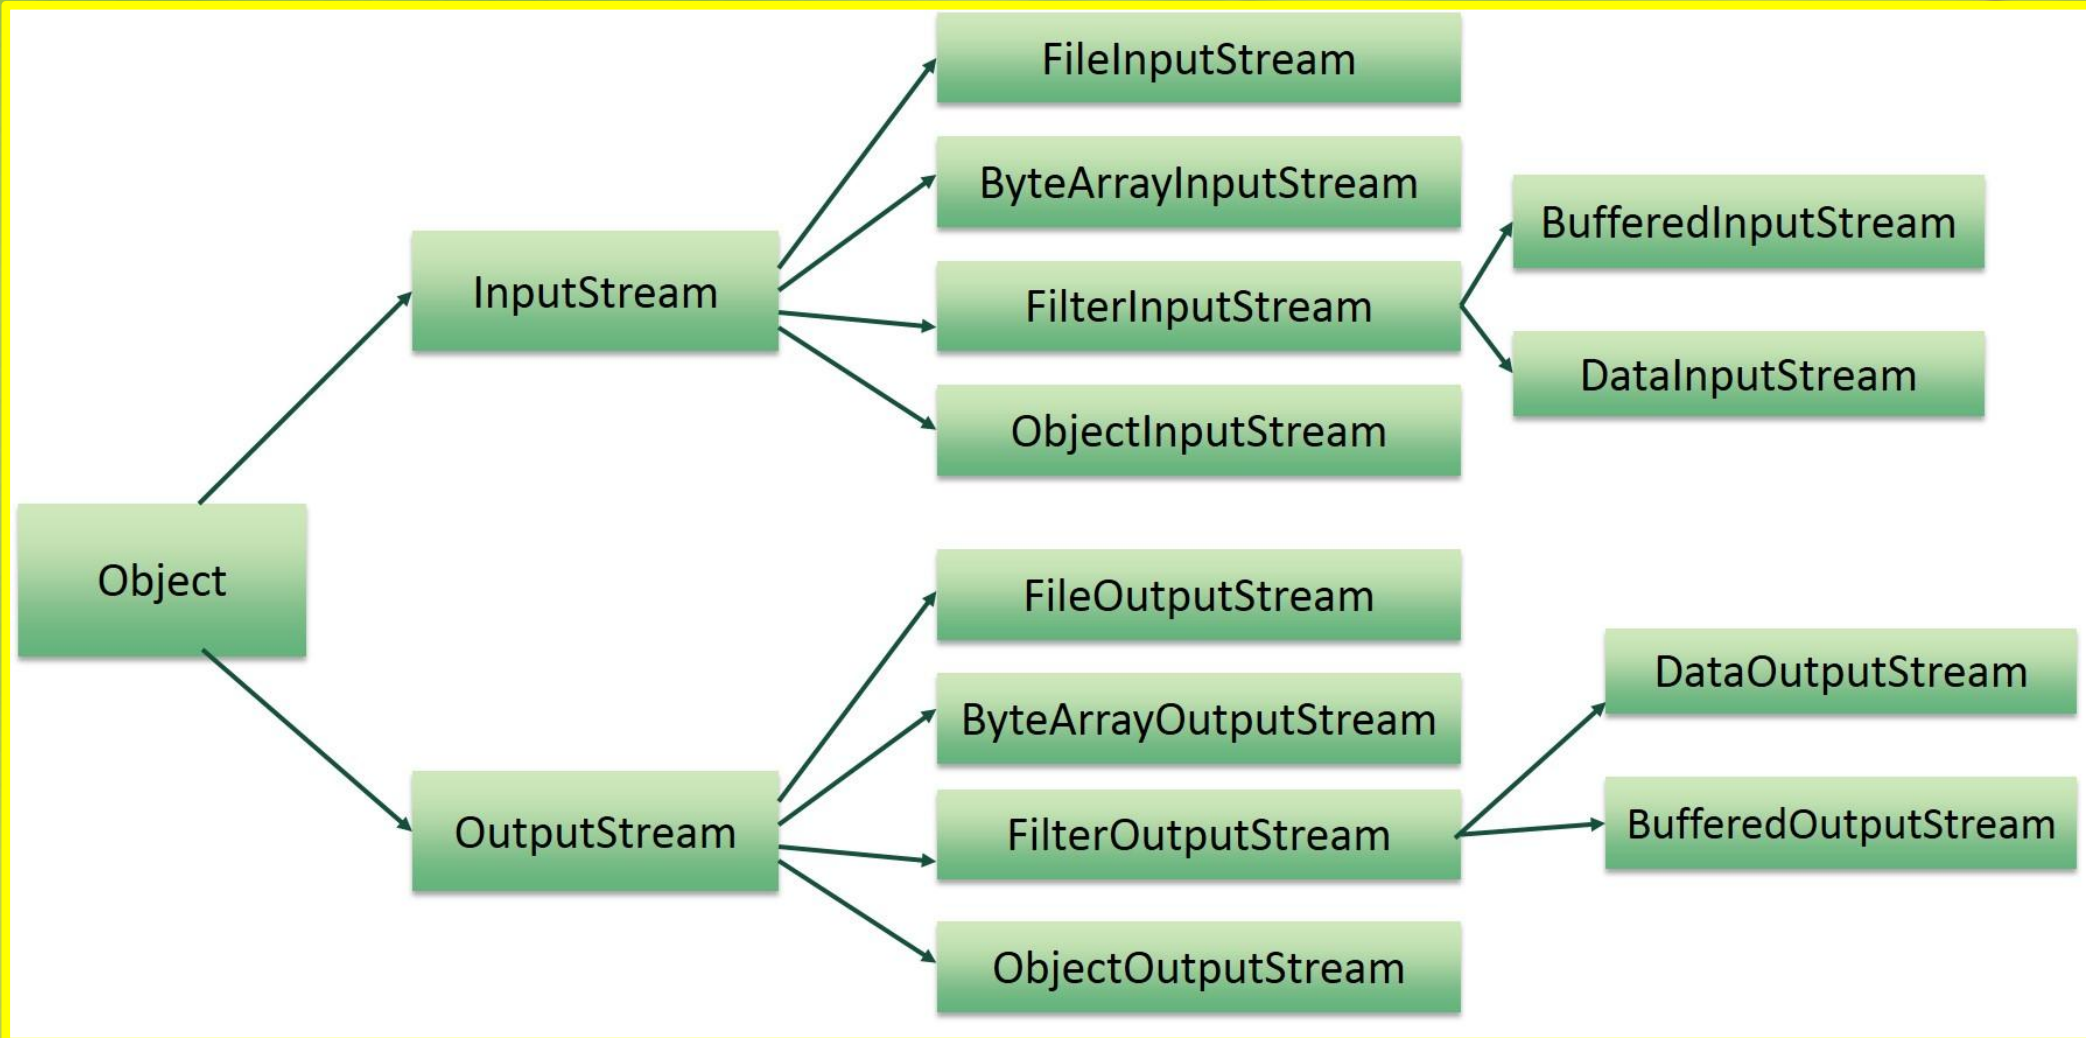 FileInputStream
ByteArrayInputStream
BufferedInputStream
InputStream
FilterInputStream
DataInputStream
ObjectInputStream
Object
FileOutputStream
DataOutputStream
ByteArrayOutputStream
OutputStream
FilterOutputStream
BufferedOutputStream
ObjectOutputStream